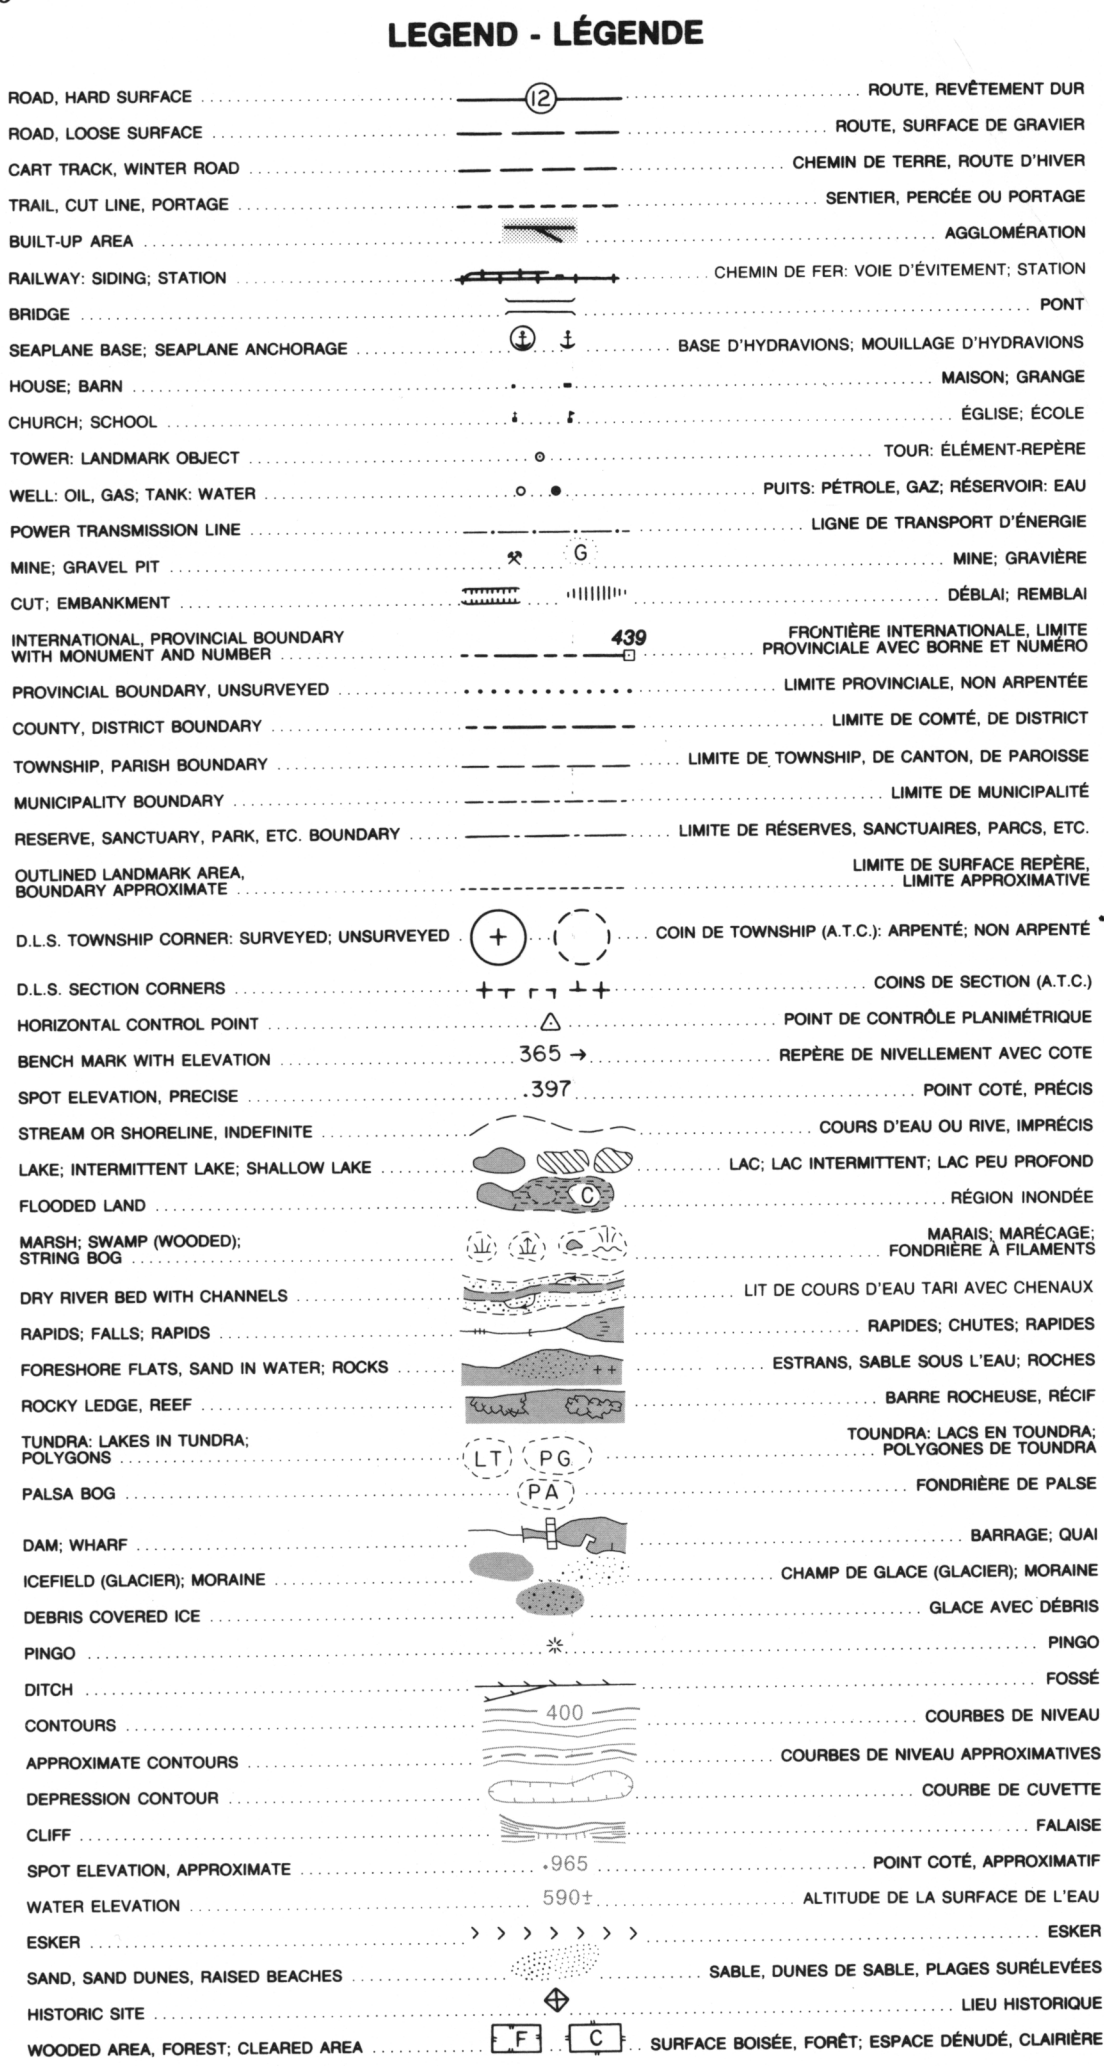 LEGEND - LÉGENDE
ROAD, HARD SURFACE 12 ROUTE, REVÊTEMENT DUR
ROAD, LOOSE SURFACE ROUTE, SURFACE DE GRAVIER
CART TRACK, WINTER ROAD CHEMIN DE TERRE, ROUTE D'HIVER
TRAIL, CUT LINE, PORTAGE SENTIER, PERCÉE OU PORTAGE
BUILT-UP AREA AGGLOMÉRATION
RAILWAY: SIDING; STATION CHEMIN DE FER: VOIE D'ÉVITEMENT; STATION
BRIDGE PONT
SEAPLANE BASE; SEAPLANE ANCHORAGE BASE D'HYDRAVIONS; MOUILLAGE D'HYDRAVIONS
HOUSE; BARN MAISON; GRANGE
CHURCH; SCHOOL ÉGLISE; ÉCOLE
TOWER: LANDMARK OBJECT TOUR: ÉLÉMENT-REPÈRE
WELL: OIL, GAS; TANK: WATER PUITS: PÉTROLE, GAZ; RÉSERVOIR: EAU
POWER TRANSMISSION LINE LIGNE DE TRANSPORT D'ÉNERGIE
MINE; GRAVEL PIT G MINE; GRAVIÈRE
CUT; EMBANKMENT DÉBLAI; REMBLAI
INTERNATIONAL, PROVINCIAL BOUNDARY 439 FRONTIÈRE INTERNATIONALE, LIMITE
WITH MONUMENT AND NUMBER PROVINCIALE AVEC BORNE ET NUMÉRO
PROVINCIAL BOUNDARY, UNSURVEYED LIMITE PROVINCIALE, NON ARPENTÉE
COUNTY, DISTRICT BOUNDARY LIMITE DE COMTÉ, DE DISTRICT
TOWNSHIP, PARISH BOUNDARY LIMITE DE TOWNSHIP, DE CANTON, DE PAROISSE
MUNICIPALITY BOUNDARY LIMITE DE MUNICIPALITÉ
RESERVE, SANCTUARY, PARK, ETC. BOUNDARY LIMITE DE RÉSERVES, SANCTUAIRES, PARCS, ETC.
OUTLINED LANDMARK AREA, LIMITE DE SURFACE REPÈRE,
BOUNDARY APPROXIMATE LIMITE APPROXIMATIVE
D.L.S. TOWNSHIP CORNER: SURVEYED; UNSURVEYED COIN DE TOWNSHIP (A.T.C.): ARPENTÉ; NON ARPENTÉ
D.L.S. SECTION CORNERS COINS DE SECTION (A.T.C.)
HORIZONTAL CONTROL POINT POINT DE CONTRÔLE PLANIMÉTRIQUE
BENCH MARK WITH ELEVATION 365 → REPÈRE DE NIVELLEMENT AVEC COTE
SPOT ELEVATION, PRECISE .397 POINT COTÉ, PRÉCIS
STREAM OR SHORELINE, INDEFINITE COURS D'EAU OU RIVE, IMPRÉCIS
LAKE; INTERMITTENT LAKE; SHALLOW LAKE LAC; LAC INTERMITTENT; LAC PEU PROFOND
FLOODED LAND C RÉGION INONDÉE
MARSH; SWAMP (WOODED); MARAIS; MARÉCAGE;
STRING BOG FONDRIÈRE À FILAMENTS
DRY RIVER BED WITH CHANNELS LIT DE COURS D'EAU TARI AVEC CHENAUX
RAPIDS; FALLS; RAPIDS RAPIDES; CHUTES; RAPIDES
FORESHORE FLATS, SAND IN WATER; ROCKS ESTRANS, SABLE SOUS L'EAU; ROCHES
ROCKY LEDGE, REEF BARRE ROCHEUSE, RÉCIF
TUNDRA: LAKES IN TUNDRA; TOUNDRA: LACS EN TOUNDRA;
POLYGONS LT PG POLYGONES DE TOUNDRA
PALSA BOG PA FONDRIÈRE DE PALSE
DAM; WHARF BARRAGE; QUAI
ICEFIELD (GLACIER); MORAINE CHAMP DE GLACE (GLACIER); MORAINE
DEBRIS COVERED ICE GLACE AVEC DÉBRIS
PINGO PINGO
DITCH FOSSÉ
CONTOURS 400 COURBES DE NIVEAU
APPROXIMATE CONTOURS COURBES DE NIVEAU APPROXIMATIVES
DEPRESSION CONTOUR COURBE DE CUVETTE
CLIFF FALAISE
SPOT ELEVATION, APPROXIMATE .965 POINT COTÉ, APPROXIMATIF
WATER ELEVATION 590± ALTITUDE DE LA SURFACE DE L'EAU
ESKER ESKER
SAND, SAND DUNES, RAISED BEACHES SABLE, DUNES DE SABLE, PLAGES SURÉLEVÉES
HISTORIC SITE LIEU HISTORIQUE
WOODED AREA, FOREST; CLEARED AREA F C SURFACE BOISÉE, FORÊT; ESPACE DÉNUDÉ, CLAIRIÈRE